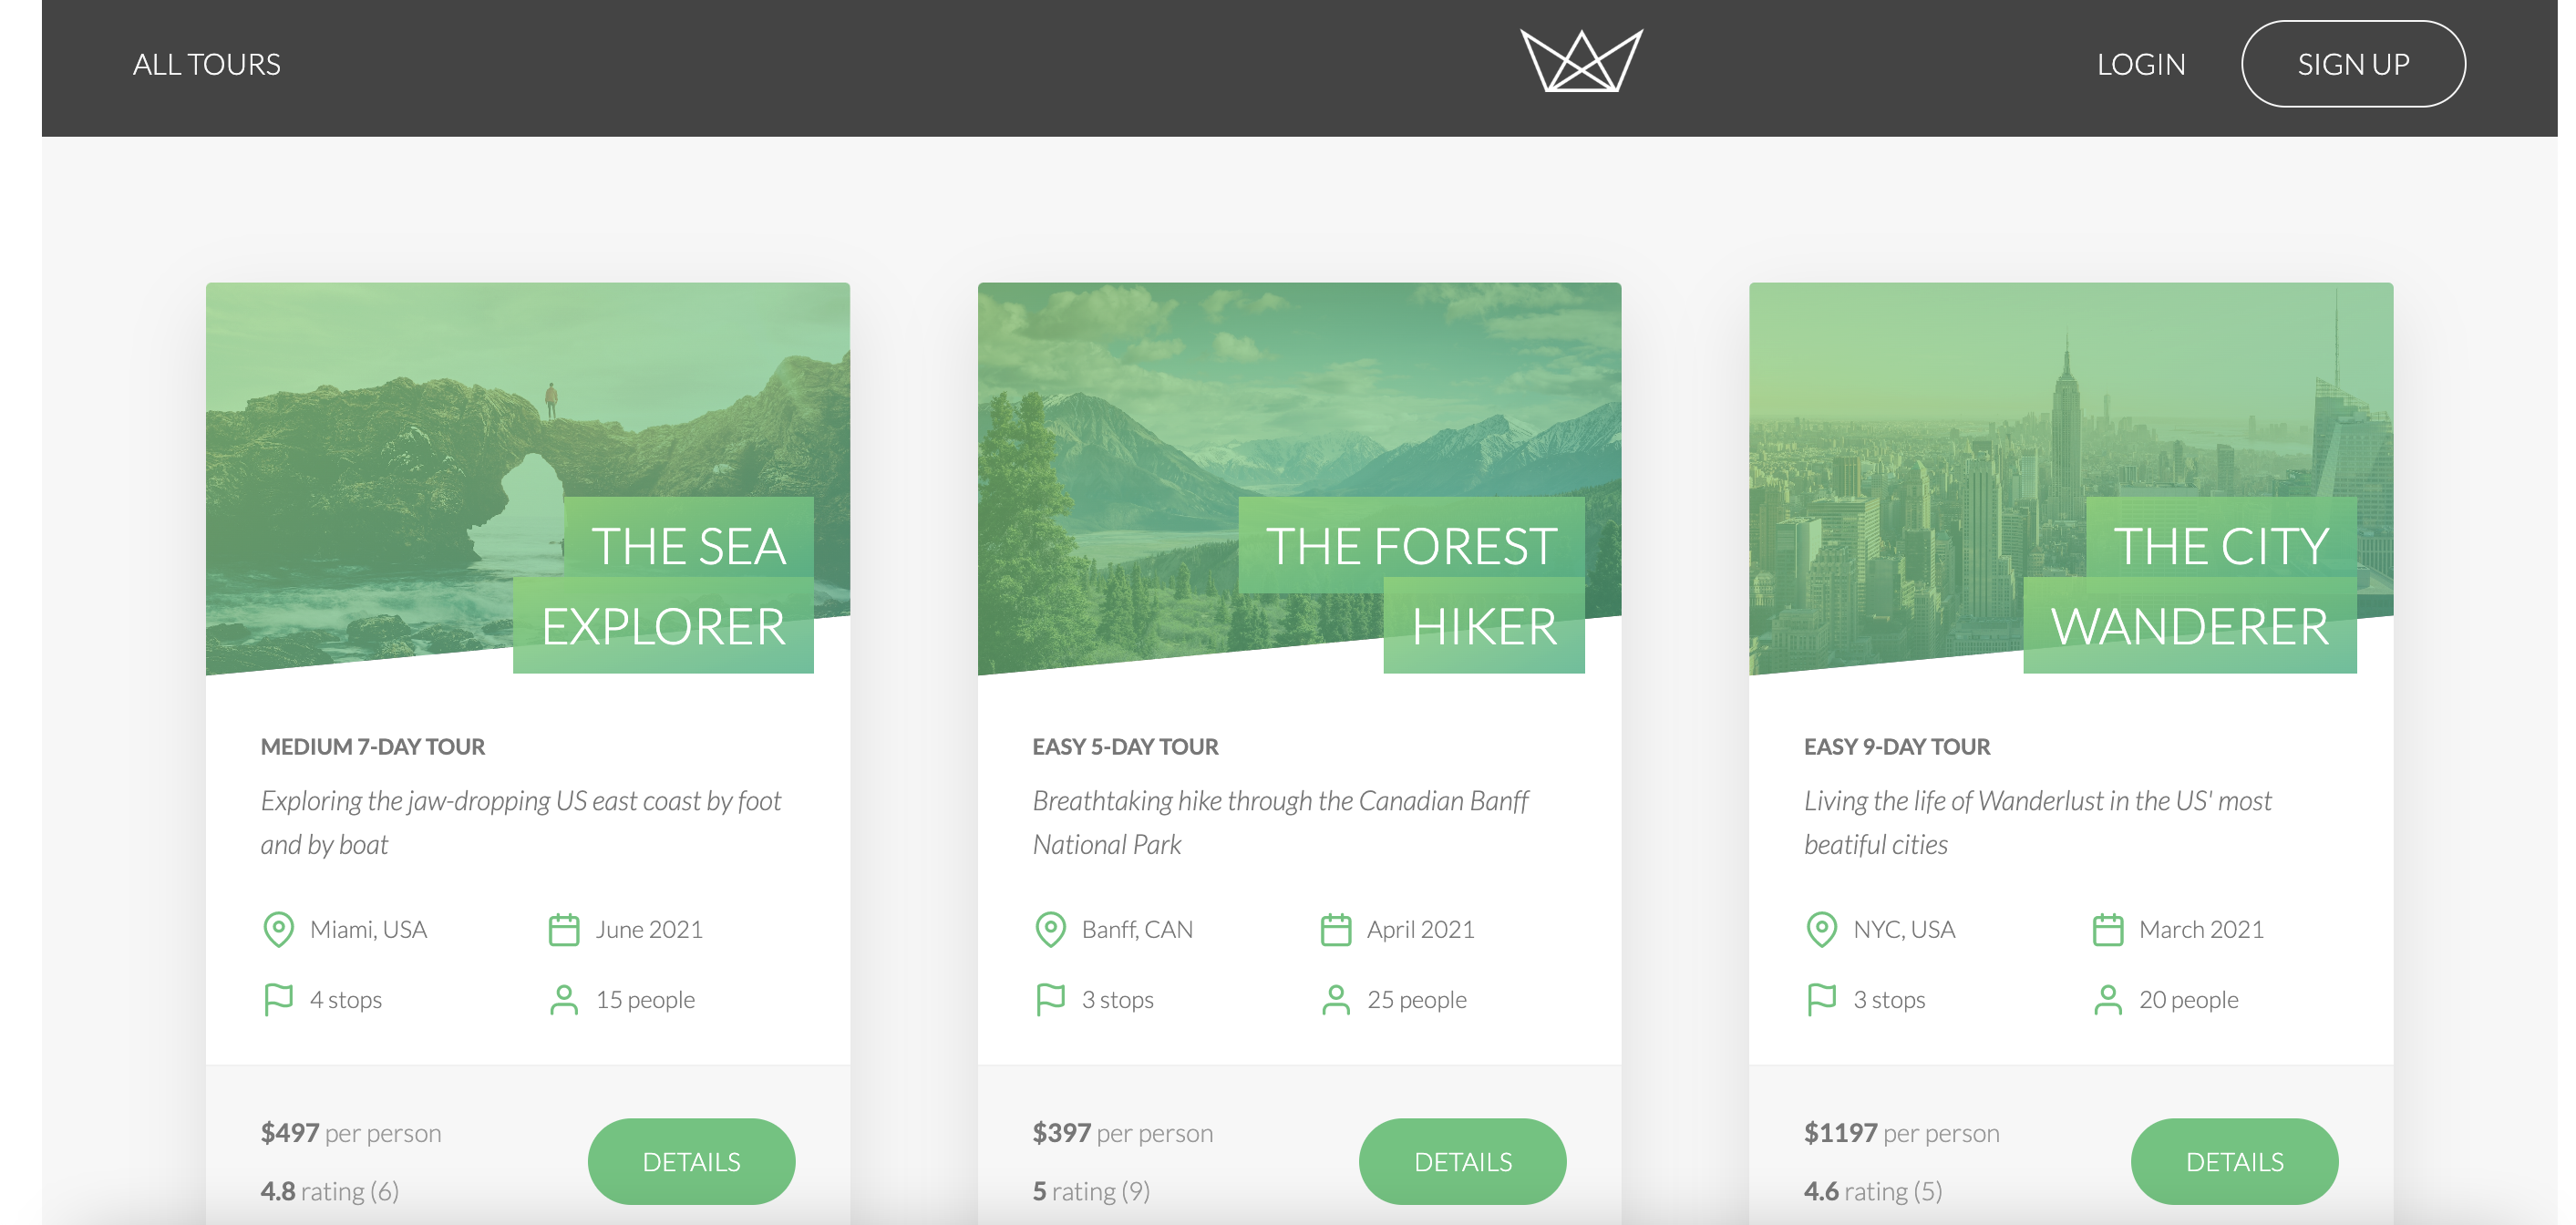 ALL TOURS
LOGIN
SIGN UP
THE SEA
EXPLORER
MEDIUM 7-DAY TOUR
Exploring the jaw-dropping US east coast by foot
and by boat
Miami, USA
June 2021
4 stops
15 people
$497 per person
4.8 rating (6)
DETAILS
THE FOREST
HIKER
EASY 5-DAY TOUR
Breathtaking hike through the Canadian Banff
National Park
Banff, CAN
April 2021
3 stops
25 people
$397 per person
5 rating (9)
DETAILS
THE CITY
WANDERER
EASY 9-DAY TOUR
Living the life of Wanderlust in the US' most
beatiful cities
NYC, USA
March 2021
3 stops
20 people
$1197 per person
4.6 rating (5)
DETAILS